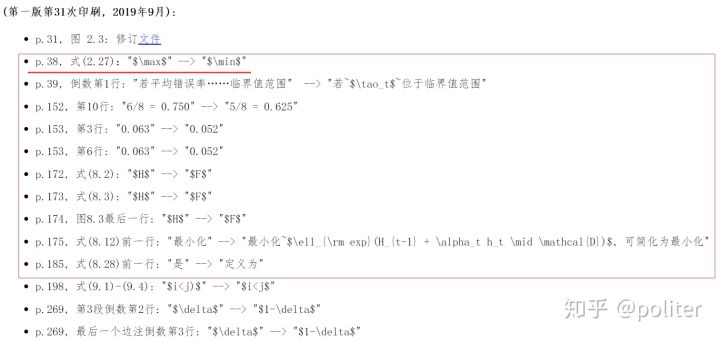 (第一版第31次印刷, 2019年9月):
p.31, 图 2.3: 修订文件
p.38, 式(2.27): "$\max$" --> "$\min$"
p.39, 倒数第1行: "若平均错误率……临界值范围" --> "若~$\tao_t$~位于临界值范围"
p.152, 第10行: "6/8 = 0.750" --> "5/8 = 0.625"
p.153, 第3行: "0.063" --> "0.052"
p.153, 第6行: "0.063" --> "0.052"
p.172, 式(8.2): "$H$" --> "$F$"
p.173, 式(8.3): "$H$" --> "$F$"
p.174, 图8.3最后一行: "$H$" --> "$F$"
p.175, 式(8.12)前一行: "最小化" --> "最小化~$\ell_{\rm exp}(H_{t-1} + \alpha_t h_t \mid \mathcal{D})$, 可简化为最小化"
p.185, 式(8.28)前一行: "是" --> "定义为"
p.198, 式(9.1)-(9.4): "$i<j)$" --> "$i<j$"
p.269, 第3段倒数第2行: "$\delta$" --> "$1-\delta$"
p.269, 最后一个边注倒数第3行: "$\delta$" --> "$1-\delta$"
知乎 @politer